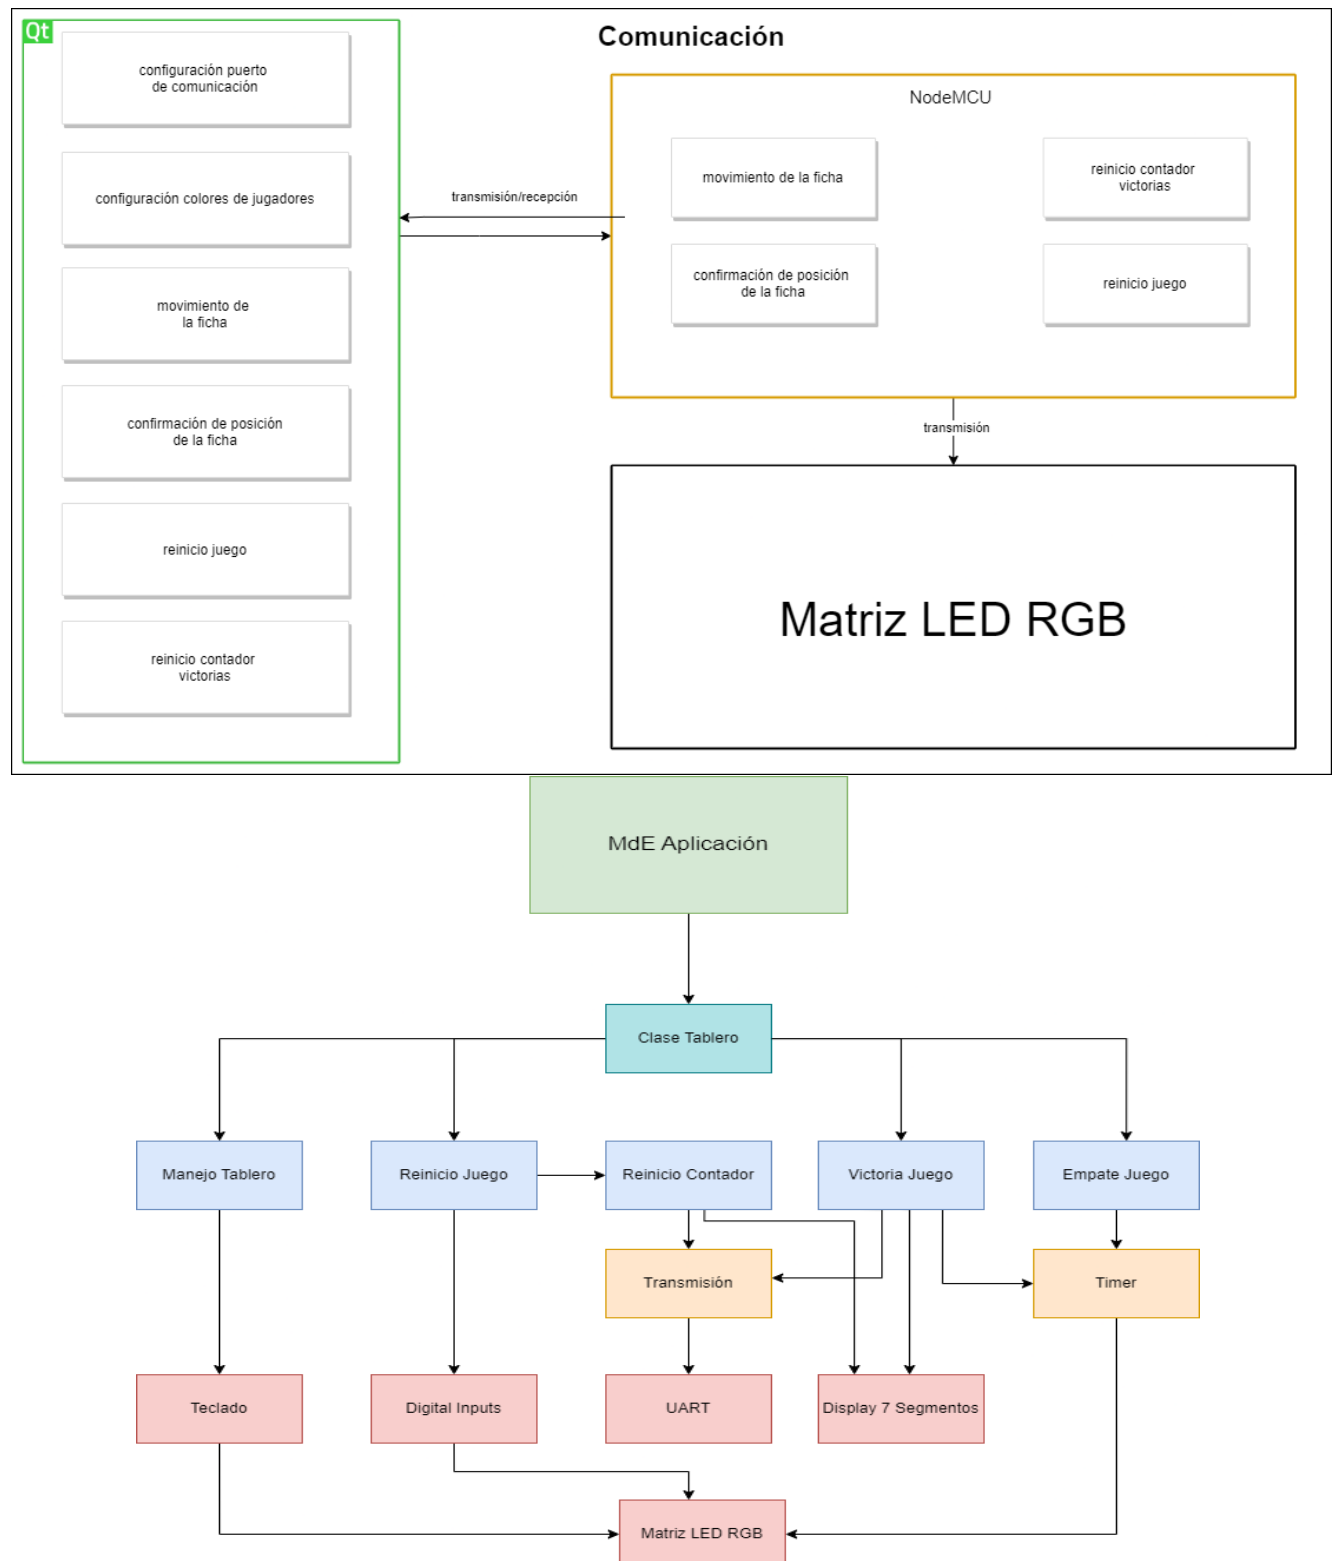 Qt
Comunicación
configuración puerto
de comunicación
configuración colores de jugadores
movimiento de
la ficha
confirmación de posición
de la ficha
reinicio juego
reinicio contador
victorias
transmisión/recepción
NodeMCU
movimiento de la ficha
reinicio contador
victorias
confirmación de posición
de la ficha
reinicio juego
transmisión
Matriz LED RGB
MdE Aplicación
Clase Tablero
Manejo Tablero
Reinicio Juego
Reinicio Contador
Victoria Juego
Empate Juego
Transmisión
Timer
Teclado
Digital Inputs
UART
Display 7 Segmentos
Matriz LED RGB